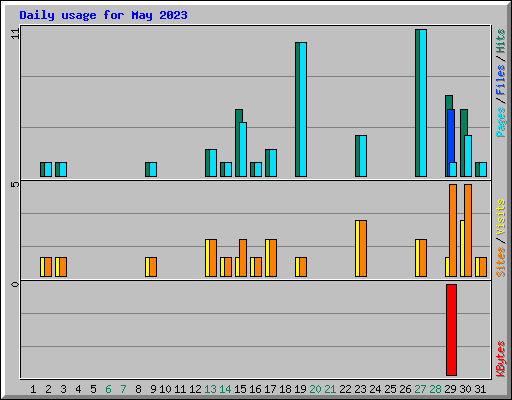 Daily usage for May 2023
11
Pages / Files / Hits
5
Sites / Visits
0
KBytes
1 2 3 4 5 6 7 8 9 10 11 12 13 14 15 16 17 18 19 20 21 22 23 24 25 26 27 28 29 30 31